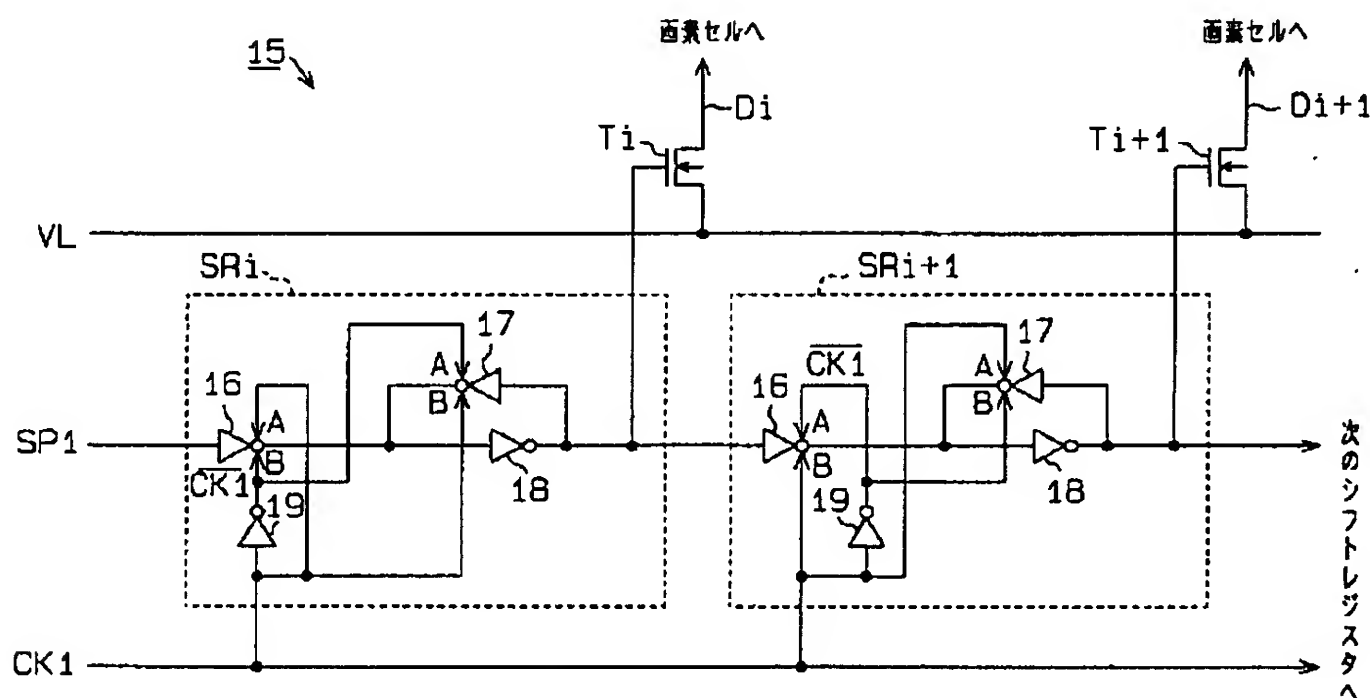 15
画素セルへ
画素セルへ
Di
Di+1
Ti
Ti+1
VL
SRi
SRi+1
17
A
B
17
A
B
16
A
B
C̅K̅1̅
16
A
B
C̅K̅1̅
SP1
18
18
19
19
CK1
次のシフトレジスタへ